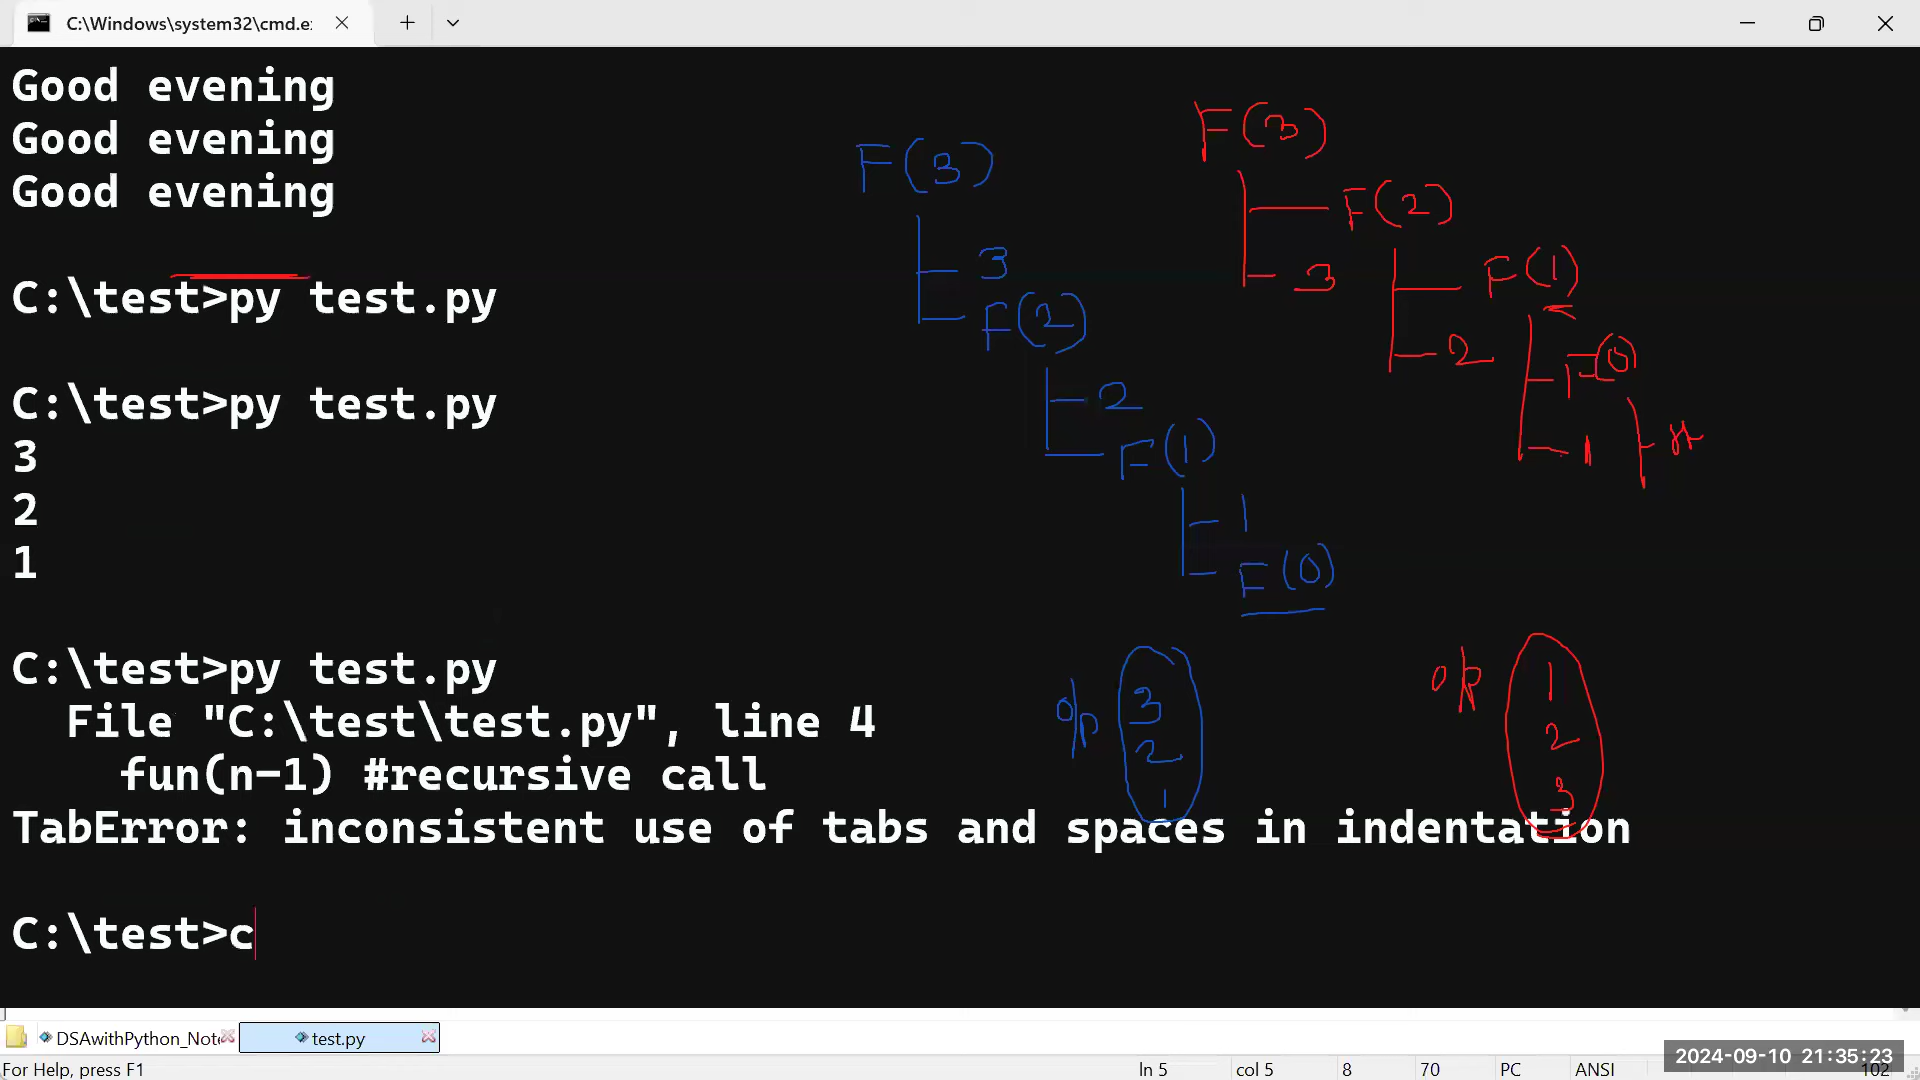 C:\Windows\system32\cmd.e
Good evening
Good evening
Good evening
C:\test>py test.py
C:\test>py test.py
3
2
1
C:\test>py test.py
File "C:\test\test.py", line 4
fun(n-1) #recursive call
TabError: inconsistent use of tabs and spaces in indentation
C:\test>c
F(3)
3
F(2)
2
F(1)
1
F(0)
o/p
3
2
1
F(3)
F(2)
3
F(1)
2
F(0)
1
o/p
1
2
3
DSAwithPython_Not
test.py
For Help, press F1
ln 5 col 5 8 70 PC ANSI 102
2024-09-10 21:35:23